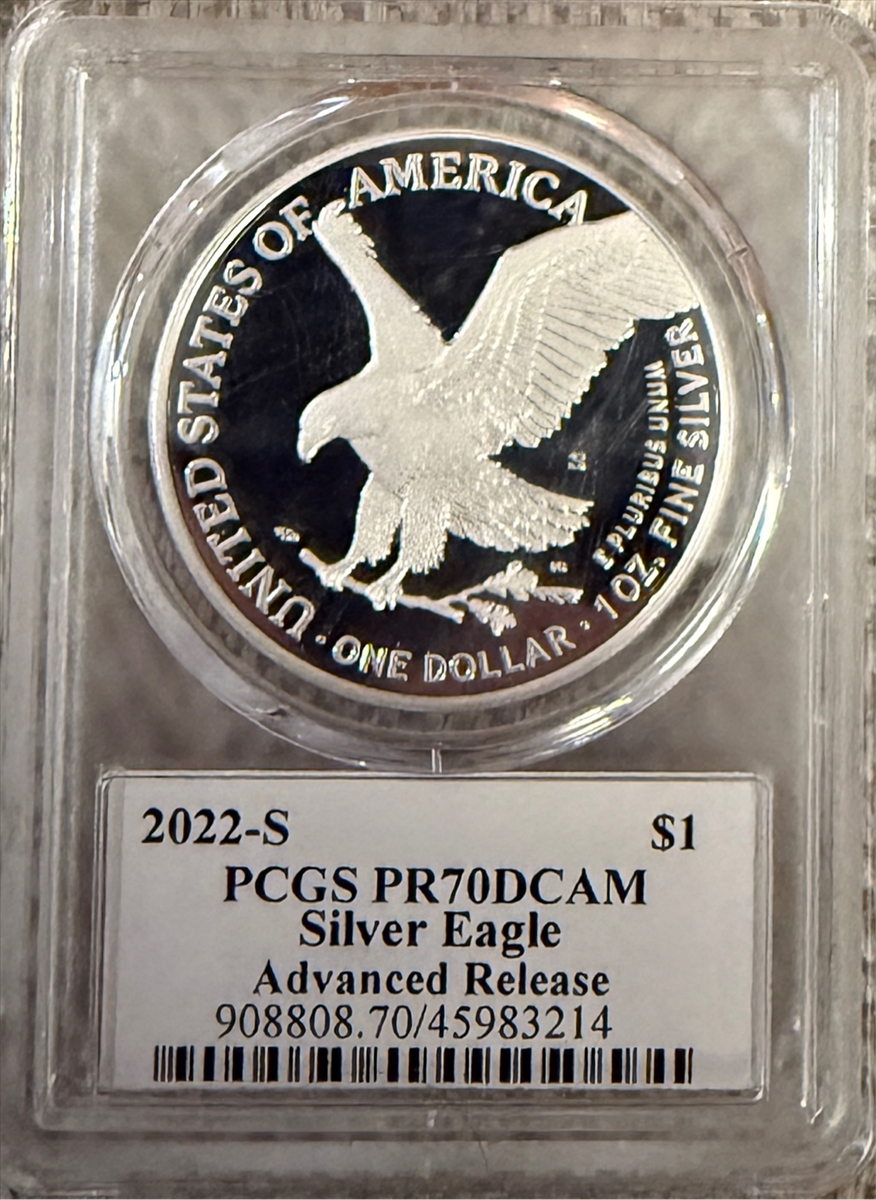 UNITED STATES OF AMERICA
E PLURIBUS UNUM
1 OZ. FINE SILVER
· ONE DOLLAR ·
2022-S $1
PCGS PR70DCAM
Silver Eagle
Advanced Release
908808.70/45983214